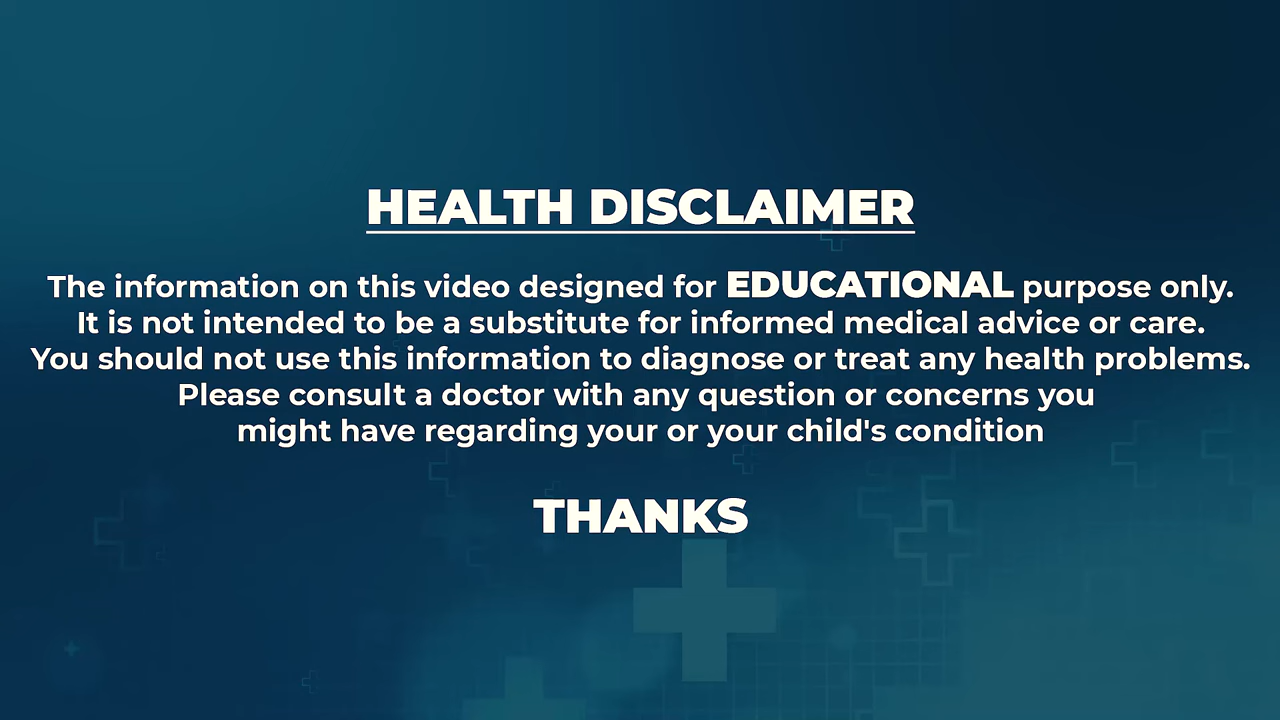 HEALTH DISCLAIMER
The information on this video designed for EDUCATIONAL purpose only.
It is not intended to be a substitute for informed medical advice or care.
You should not use this information to diagnose or treat any health problems.
Please consult a doctor with any question or concerns you
might have regarding your or your child's condition
THANKS